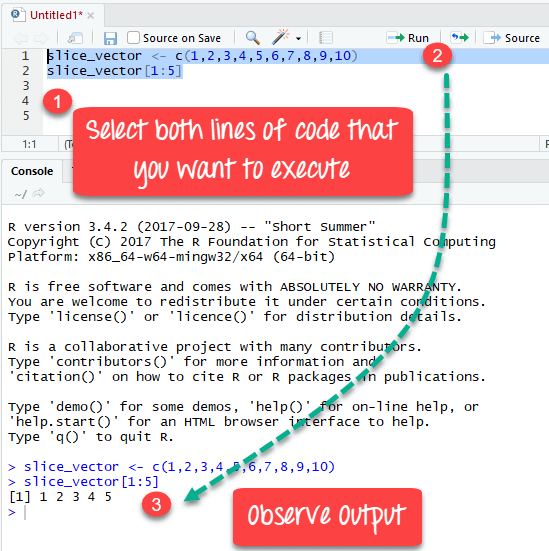 Untitled1* ×
Source on Save
Run
Source
1 slice_vector <- c(1,2,3,4,5,6,7,8,9,10)
2 slice_vector[1:5]
3
4
5
2
1
Select both lines of code that
you want to execute
1:1
(To
R
Console
T
~/
R version 3.4.2 (2017-09-28) -- "Short Summer"
Copyright (C) 2017 The R Foundation for Statistical Computing
Platform: x86_64-w64-mingw32/x64 (64-bit)
R is free software and comes with ABSOLUTELY NO WARRANTY.
You are welcome to redistribute it under certain conditions.
Type 'license()' or 'licence()' for distribution details.
R is a collaborative project with many contributors.
Type 'contributors()' for more information and
'citation()' on how to cite R or R packages in publications.
Type 'demo()' for some demos, 'help()' for on-line help, or
'help.start()' for an HTML browser interface to help.
Type 'q()' to quit R.
> slice_vector <- c(1,2,3,4,5,6,7,8,9,10)
> slice_vector[1:5]
[1] 1 2 3 4 5
>
3
Observe Output